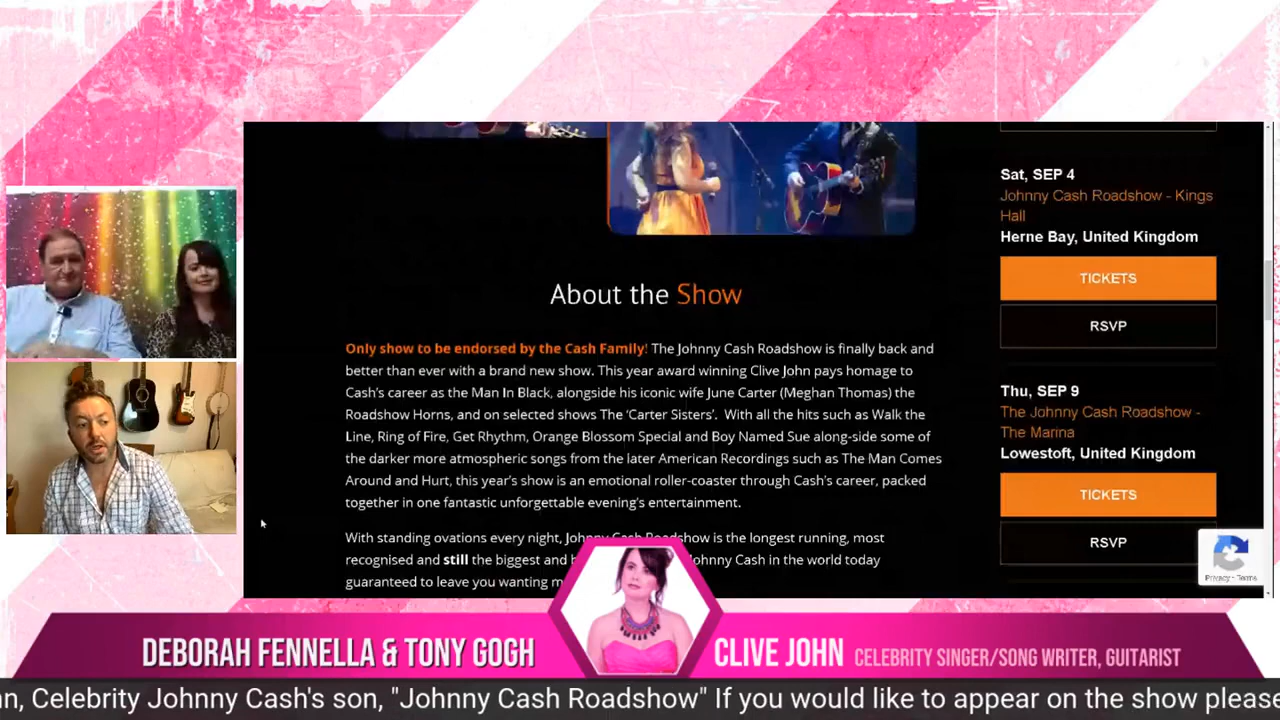 Sat, SEP 4
Johnny Cash Roadshow - Kings
Hall
Herne Bay, United Kingdom
TICKETS
RSVP
Thu, SEP 9
The Johnny Cash Roadshow -
The Marina
Lowestoft, United Kingdom
TICKETS
RSVP
About the Show
Only show to be endorsed by the Cash Family! The Johnny Cash Roadshow is finally back and
better than ever with a brand new show. This year award winning Clive John pays homage to
Cash's career as the Man In Black, alongside his iconic wife June Carter (Meghan Thomas) the
Roadshow Horns, and on selected shows The 'Carter Sisters'. With all the hits such as Walk the
Line, Ring of Fire, Get Rhythm, Orange Blossom Special and Boy Named Sue along-side some of
the darker more atmospheric songs from the later American Recordings such as The Man Comes
Around and Hurt, this year's show is an emotional roller-coaster through Cash's career, packed
together in one fantastic unforgettable evening's entertainment.
With standing ovations every night, Johnny Cash Roadshow is the longest running, most
recognised and still the biggest and Johnny Cash in the world today
guaranteed to leave you wanting
Privacy - Terms
DEBORAH FENNELLA & TONY GOGH
CLIVE JOHN CELEBRITY SINGER/SONG WRITER, GUITARIST
Celebrity Johnny Cash's son, "Johnny Cash Roadshow" If you would like to appear on the show please